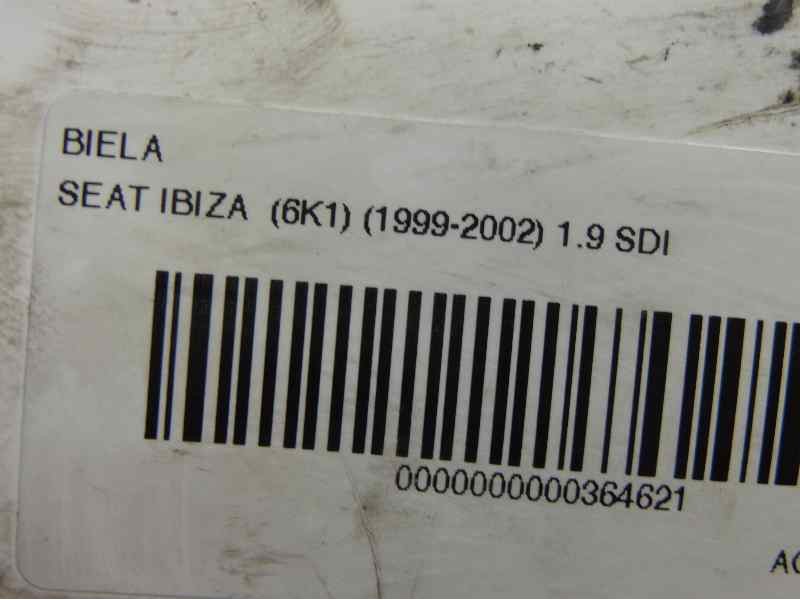 BIELA
SEAT IBIZA (6K1) (1999-2002) 1.9 SDI
0000000000364621